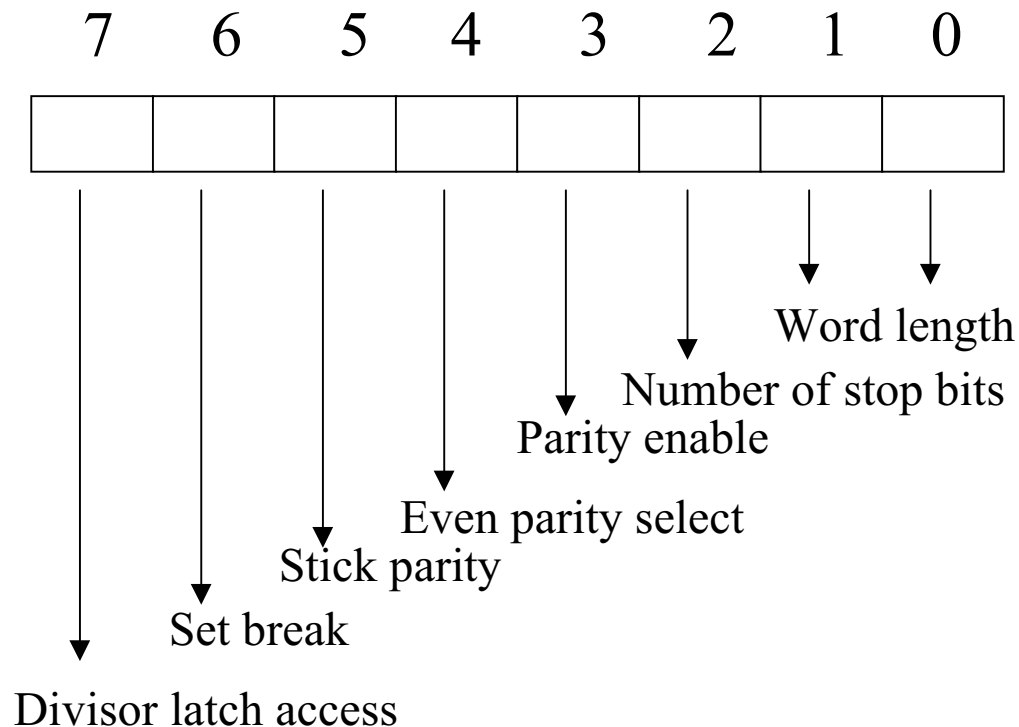 7 6 5 4 3 2 1 0
Word length
Number of stop bits
Parity enable
Even parity select
Stick parity
Set break
Divisor latch access